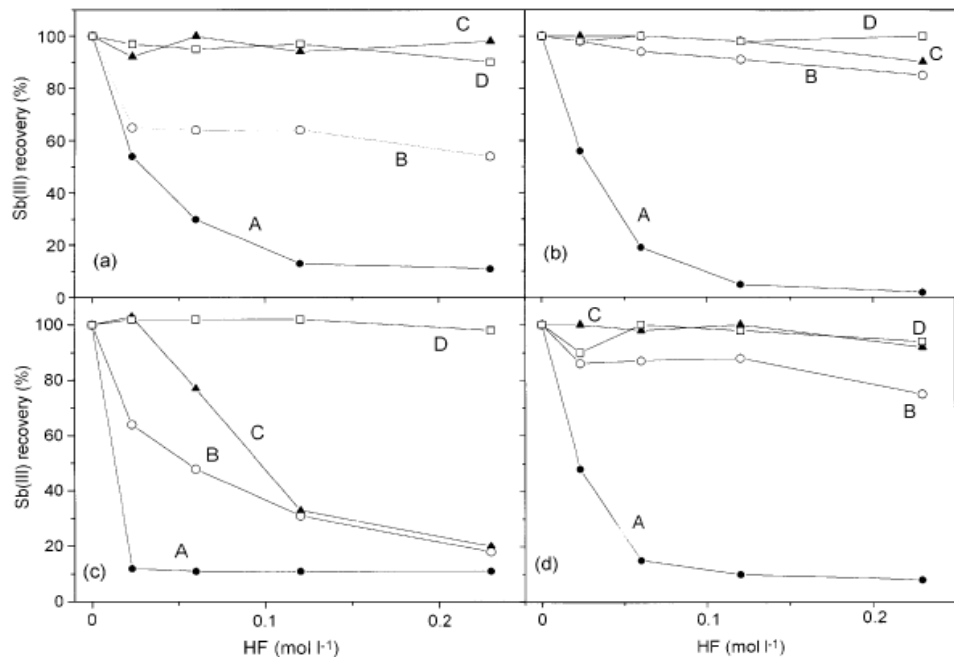 Sb(III) recovery (%)
100
80
60
40
20
0
C
D
B
A
(a)
D
C
B
A
(b)
Sb(III) recovery (%)
100
80
60
40
20
0
D
C
B
A
(c)
0
0.1
0.2
HF (mol l-1)
C
D
B
A
(d)
0
0.1
0.2
HF (mol l-1)